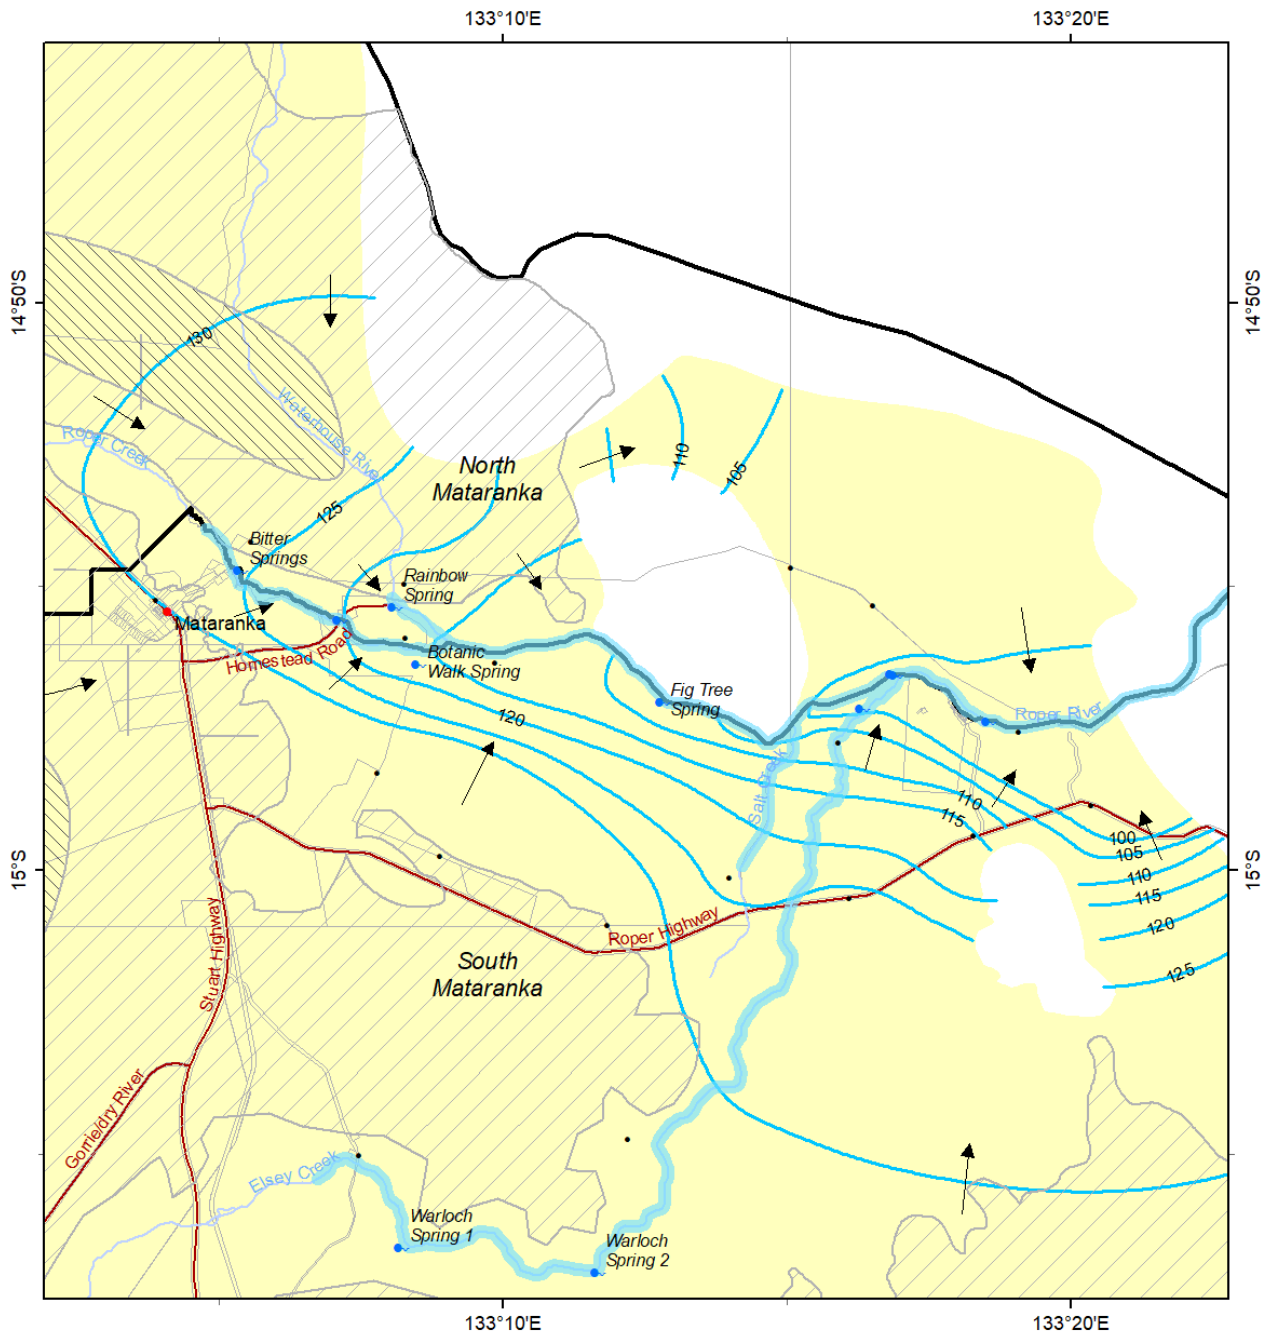 133°10'E
133°20'E
14°50'S
14°50'S
130
Waterhouse River
Roper Creek
North
Mataranka
110
105
125
Bitter
Springs
Rainbow
Spring
Mataranka
Homestead Road
Botanic
Walk Spring
Fig Tree
Spring
120
Roper River
Salt Creek
110
115
100
105
110
115
120
125
15°S
15°S
Stuart Highway
Roper Highway
South
Mataranka
Gorrie/dry River
Elsey Creek
Warloch
Spring 1
Warloch
Spring 2
133°10'E
133°20'E